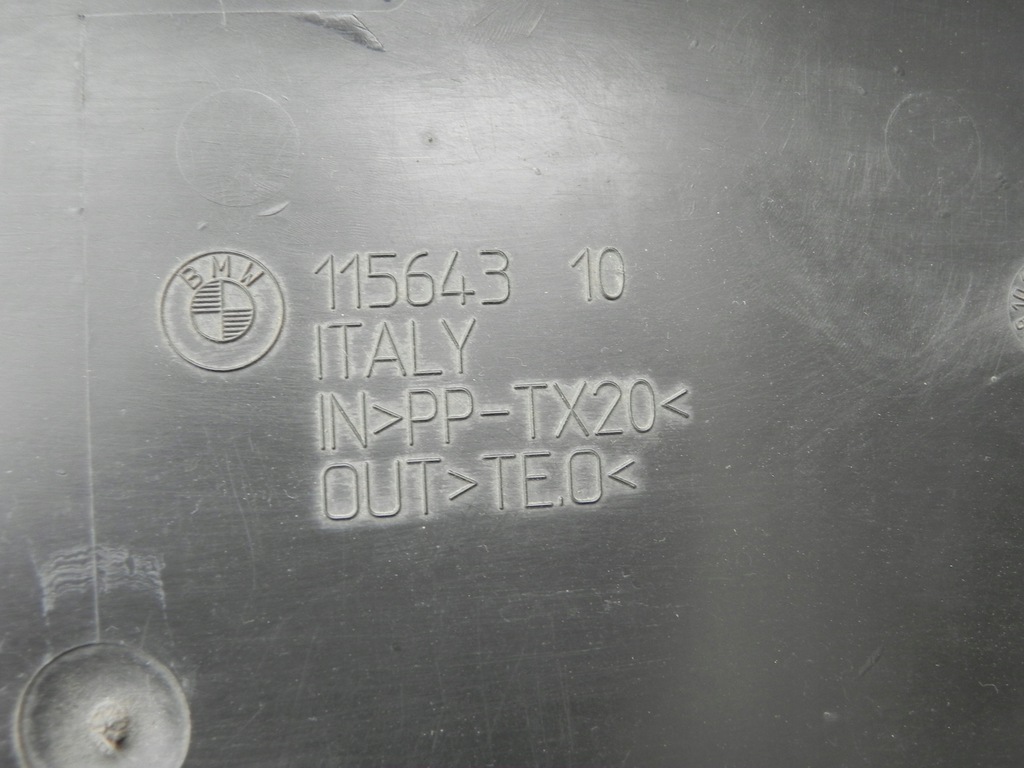 BMW
115643 10
ITALY
IN>PP-TX20<
OUT>TE.O<